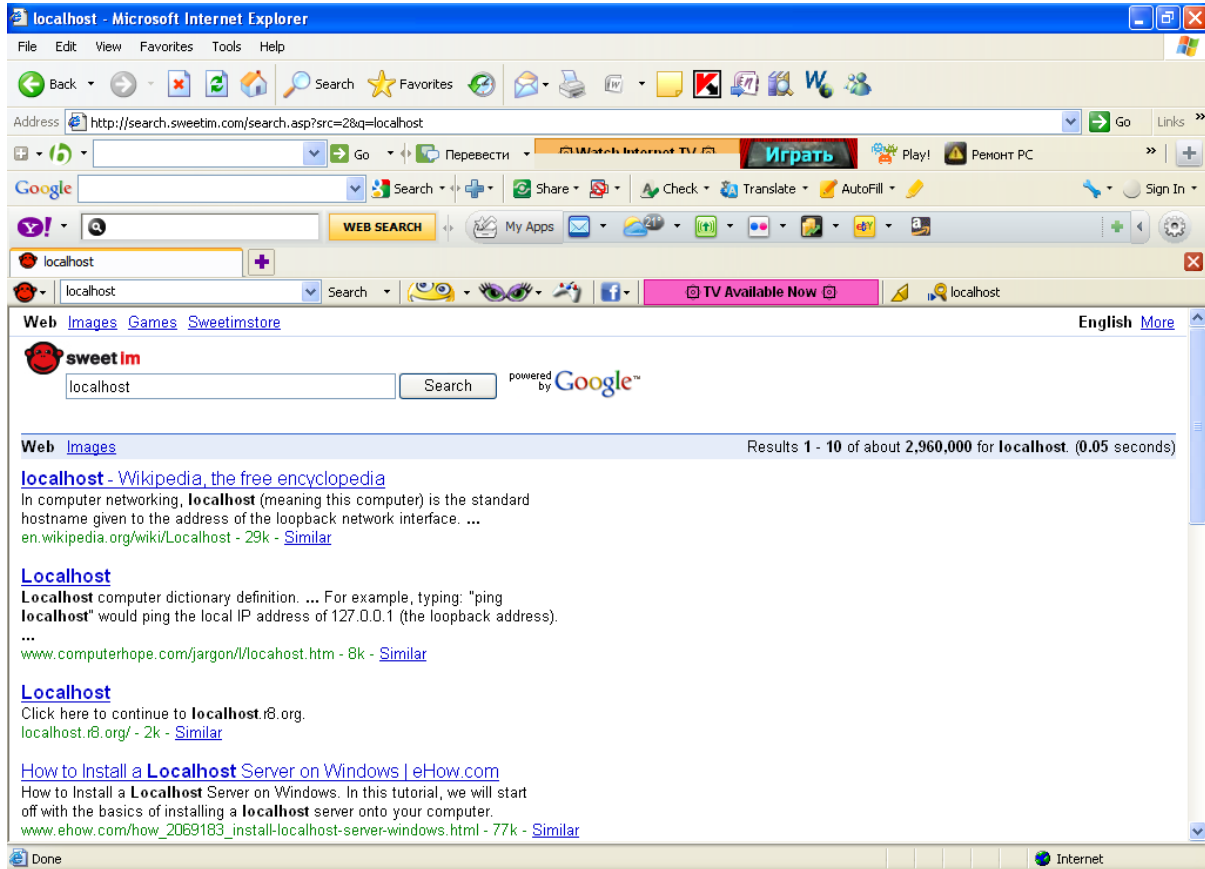 localhost - Microsoft Internet Explorer
File Edit View Favorites Tools Help
Back Search Favorites
Address http://search.sweetim.com/search.asp?src=2&q=localhost Go Links »
Go Перевести Watch Internet TV Играть Play! Ремонт PC »
Google Search Share Check Translate AutoFill Sign In
Y! WEB SEARCH My Apps 21° ebY a
localhost
localhost Search TV Available Now localhost
Web Images Games Sweetimstore English More
sweetim
localhost Search powered by Google™
Web Images Results 1 - 10 of about 2,960,000 for localhost. (0.05 seconds)
localhost - Wikipedia, the free encyclopedia
In computer networking, localhost (meaning this computer) is the standard
hostname given to the address of the loopback network interface. ...
en.wikipedia.org/wiki/Localhost - 29k - Similar
Localhost
Localhost computer dictionary definition. ... For example, typing: "ping
localhost" would ping the local IP address of 127.0.0.1 (the loopback address).
...
www.computerhope.com/jargon/l/locahost.htm - 8k - Similar
Localhost
Click here to continue to localhost.r8.org.
localhost.r8.org/ - 2k - Similar
How to Install a Localhost Server on Windows | eHow.com
How to Install a Localhost Server on Windows. In this tutorial, we will start
off with the basics of installing a localhost server onto your computer.
www.ehow.com/how_2069183_install-localhost-server-windows.html - 77k - Similar
Done Internet